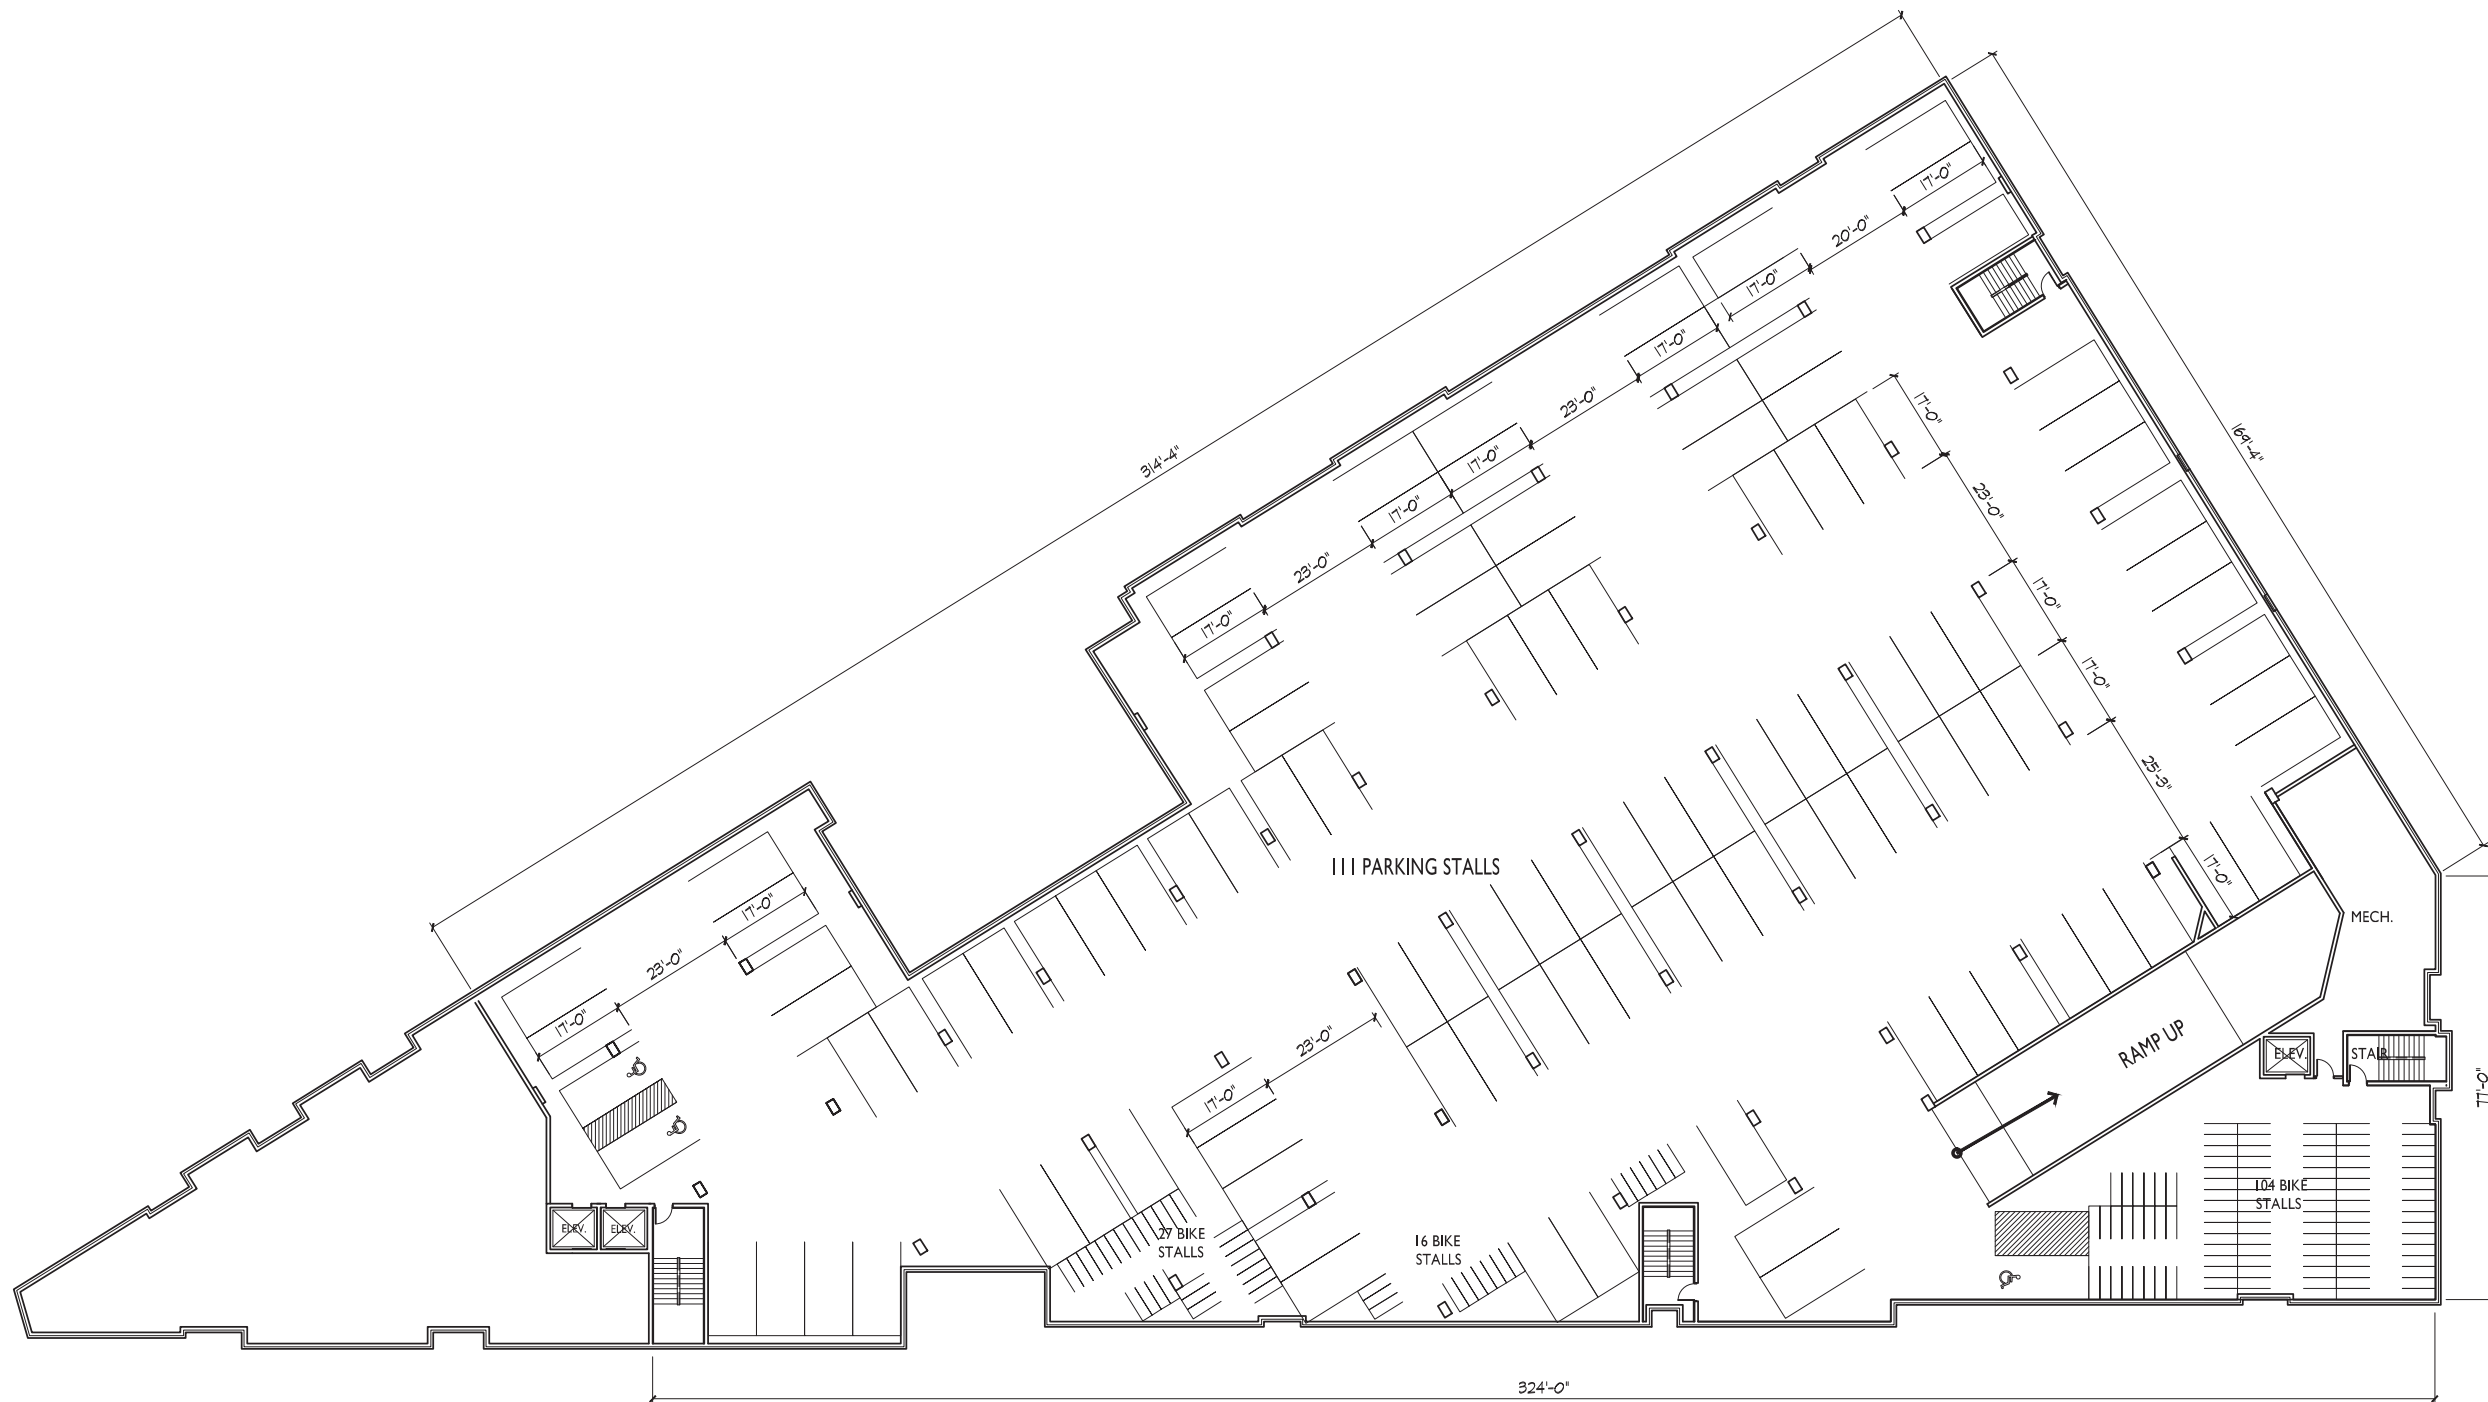 17'-0"
20'-0"
17'-0"
17'-0"
23'-0"
17'-0"
17'-0"
23'-0"
17'-0"
314'-4"
169'-4"
17'-0"
23'-0"
17'-0"
17'-0"
25'-3"
17'-0"
111 PARKING STALLS
17'-0"
23'-0"
17'-0"
23'-0"
17'-0"
MECH.
RAMP UP
ELEV.
STAIR
77'-0"
104 BIKE
STALLS
ELEV.
ELEV.
27 BIKE
STALLS
16 BIKE
STALLS
324'-0"